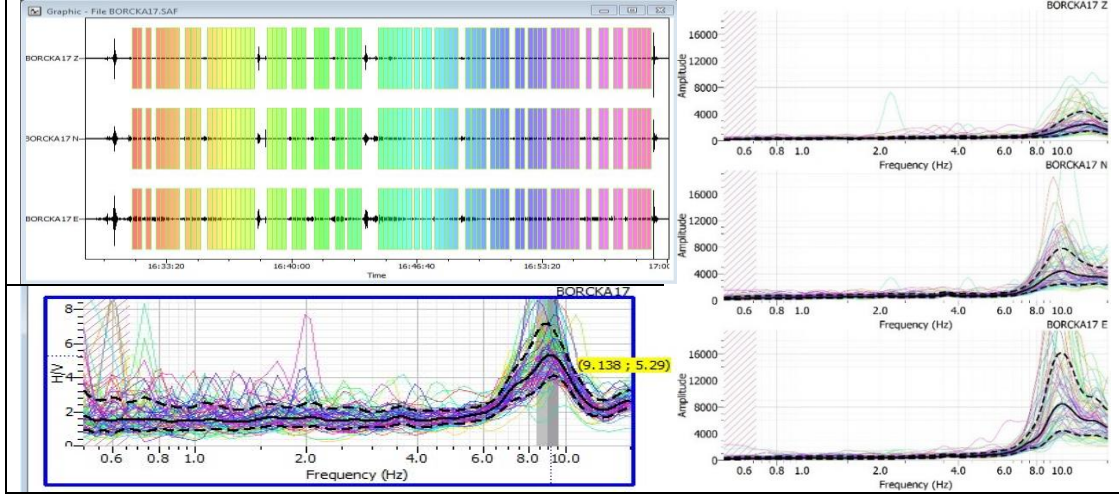 Graphic - File BORCKA17.SAF
BORCKA17 Z
BORCKA17 N
BORCKA17 E
16:33:20 16:40:00 16:46:40 16:53:20 17:00
Time
BORCKA17
8
6
4
2
0
H/V
(9.138 ; 5.29)
0.6 0.8 1.0 2.0 4.0 6.0 8.0 10.0
Frequency (Hz)
BORCKA17 Z
16000
12000
8000
4000
0
Amplitude
0.6 0.8 1.0 2.0 4.0 6.0 8.0 10.0
Frequency (Hz)
BORCKA17 N
16000
12000
8000
4000
0
Amplitude
0.6 0.8 1.0 2.0 4.0 6.0 8.0 10.0
Frequency (Hz)
BORCKA17 E
16000
12000
8000
4000
0
Amplitude
0.6 0.8 1.0 2.0 4.0 6.0 8.0 10.0
Frequency (Hz)